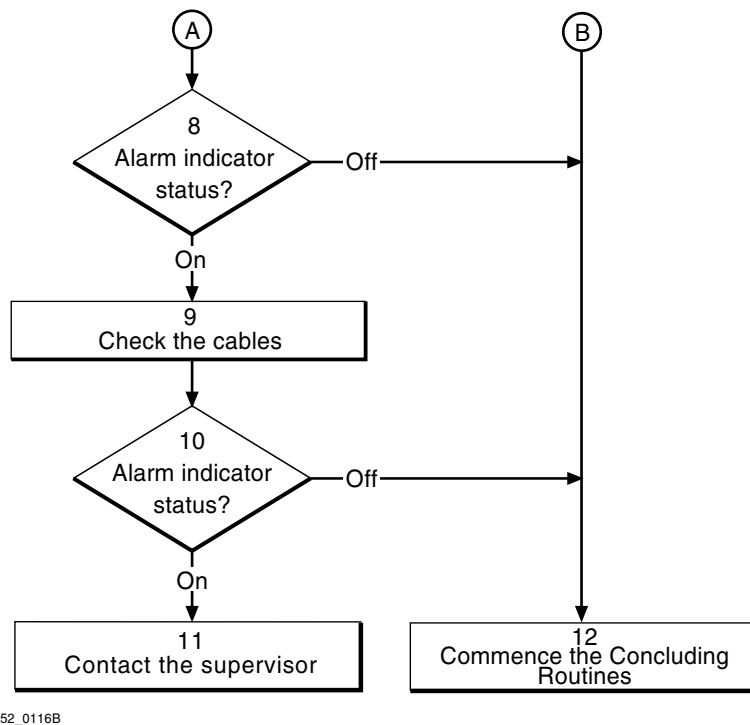 A
B
8
Alarm indicator
status?
Off
On
9
Check the cables
10
Alarm indicator
status?
Off
On
11
Contact the supervisor
12
Commence the Concluding
Routines
52_0116B